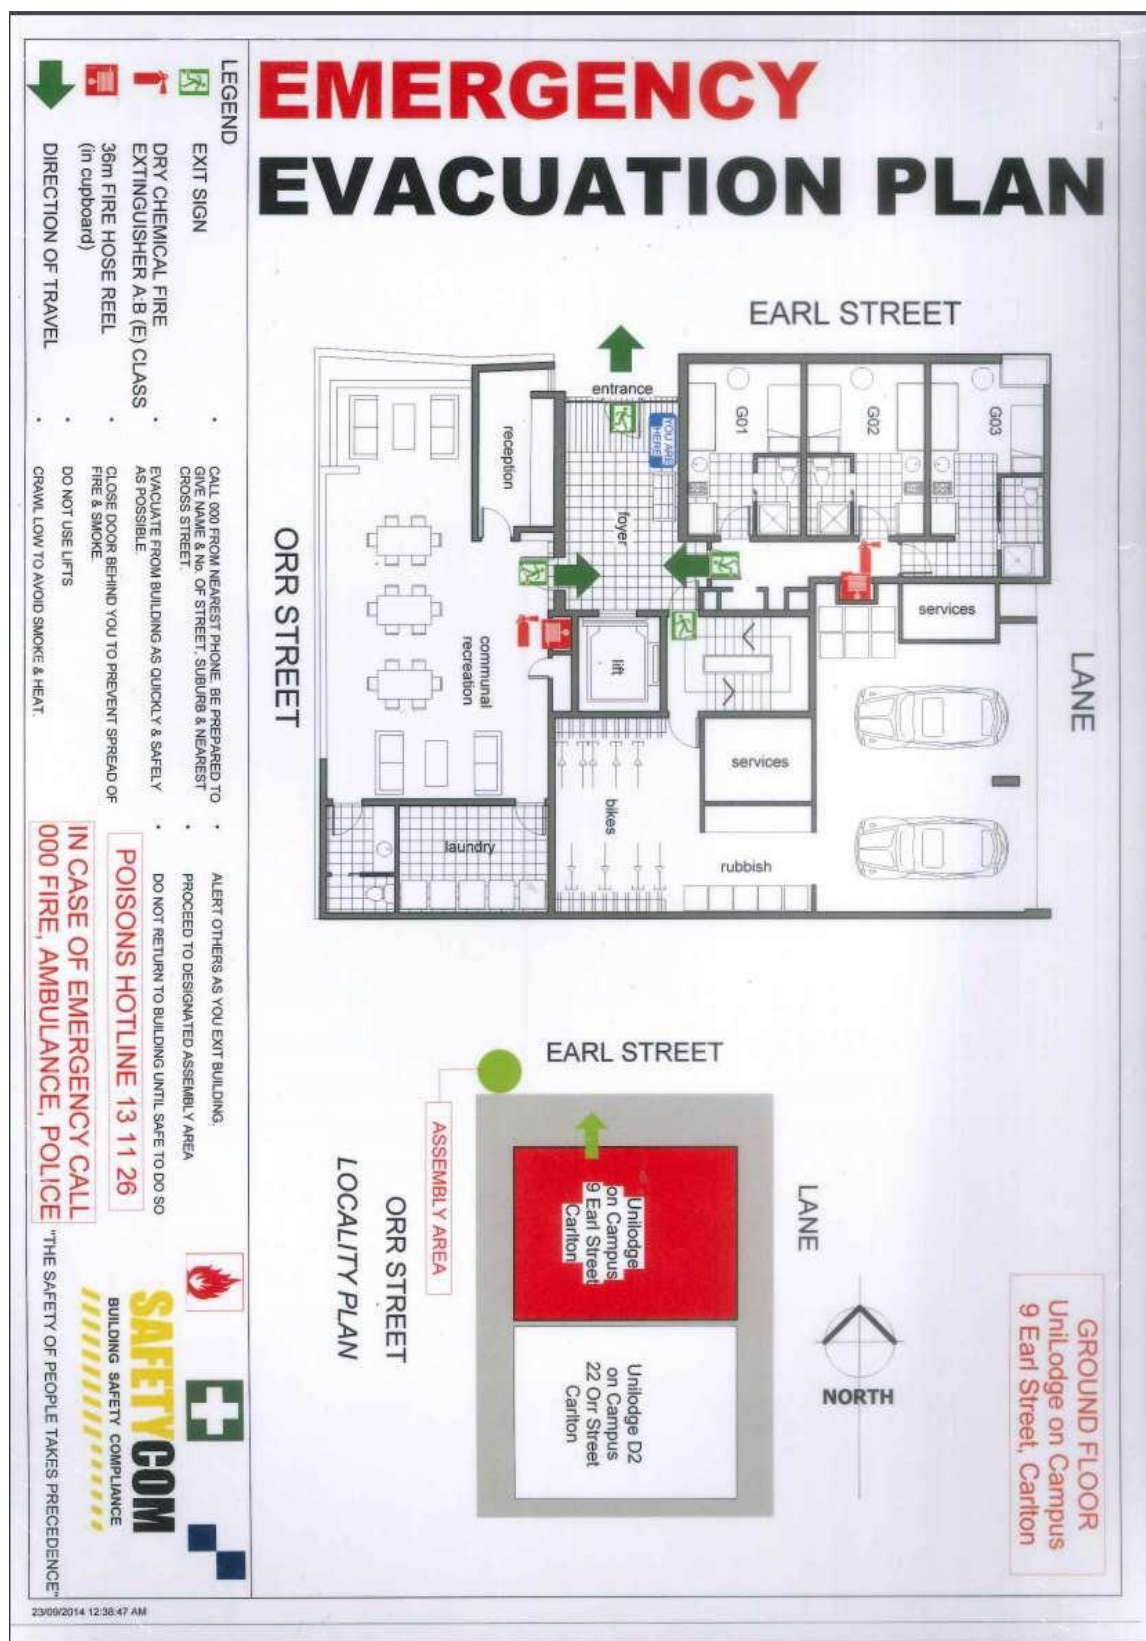 EMERGENCY
EVACUATION PLAN
LEGEND
EXIT SIGN
DRY CHEMICAL FIRE
EXTINGUISHER A:B (E) CLASS
36m FIRE HOSE REEL
(in cupboard)
DIRECTION OF TRAVEL
EARL STREET
entrance
YOU ARE
HERE
G01
G02
G03
reception
foyer
ORR STREET
communal
recreation
lift
services
LANE
services
bikes
rubbish
laundry
• CALL 000 FROM NEAREST PHONE. BE PREPARED TO
GIVE NAME & No. OF STREET, SUBURB & NEAREST
CROSS STREET.
• EVACUATE FROM BUILDING AS QUICKLY & SAFELY
AS POSSIBLE
• CLOSE DOOR BEHIND YOU TO PREVENT SPREAD OF
FIRE & SMOKE.
• DO NOT USE LIFTS
• CRAWL LOW TO AVOID SMOKE & HEAT.
• ALERT OTHERS AS YOU EXIT BUILDING.
• PROCEED TO DESIGNATED ASSEMBLY AREA
• DO NOT RETURN TO BUILDING UNTIL SAFE TO DO SO
POISONS HOTLINE 13 11 26
IN CASE OF EMERGENCY CALL
000 FIRE, AMBULANCE, POLICE
EARL STREET
ASSEMBLY AREA
Unilodge
on Campus
9 Earl Street
Carlton
Unilodge D2
on Campus
22 Orr Street
Carlton
LANE
ORR STREET
LOCALITY PLAN
NORTH
GROUND FLOOR
UniLodge on Campus
9 Earl Street, Carlton
SAFETYCOM
BUILDING SAFETY COMPLIANCE
"THE SAFETY OF PEOPLE TAKES PRECEDENCE"
23/09/2014 12:38:47 AM